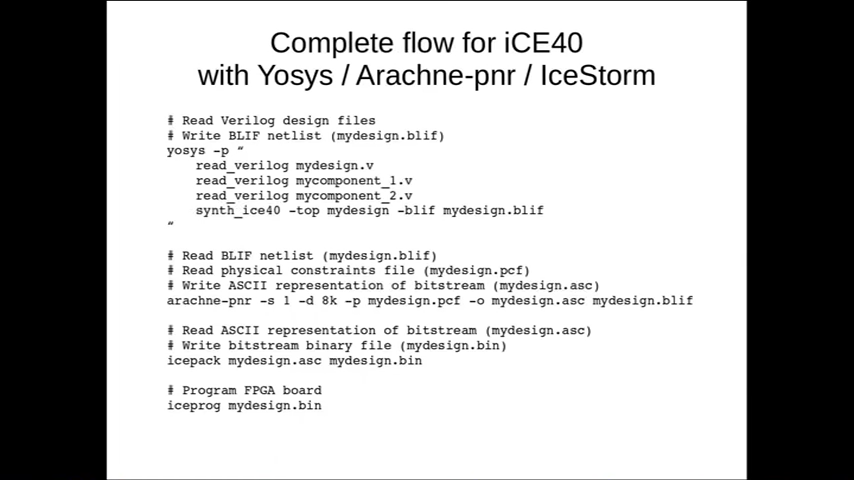 Complete flow for iCE40
with Yosys / Arachne-pnr / IceStorm
# Read Verilog design files
# Write BLIF netlist (mydesign.blif)
yosys -p “
read_verilog mydesign.v
read_verilog mycomponent_1.v
read_verilog mycomponent_2.v
synth_ice40 -top mydesign -blif mydesign.blif
“
# Read BLIF netlist (mydesign.blif)
# Read physical constraints file (mydesign.pcf)
# Write ASCII representation of bitstream (mydesign.asc)
arachne-pnr -s 1 -d 8k -p mydesign.pcf -o mydesign.asc mydesign.blif
# Read ASCII representation of bitstream (mydesign.asc)
# Write bitstream binary file (mydesign.bin)
icepack mydesign.asc mydesign.bin
# Program FPGA board
iceprog mydesign.bin